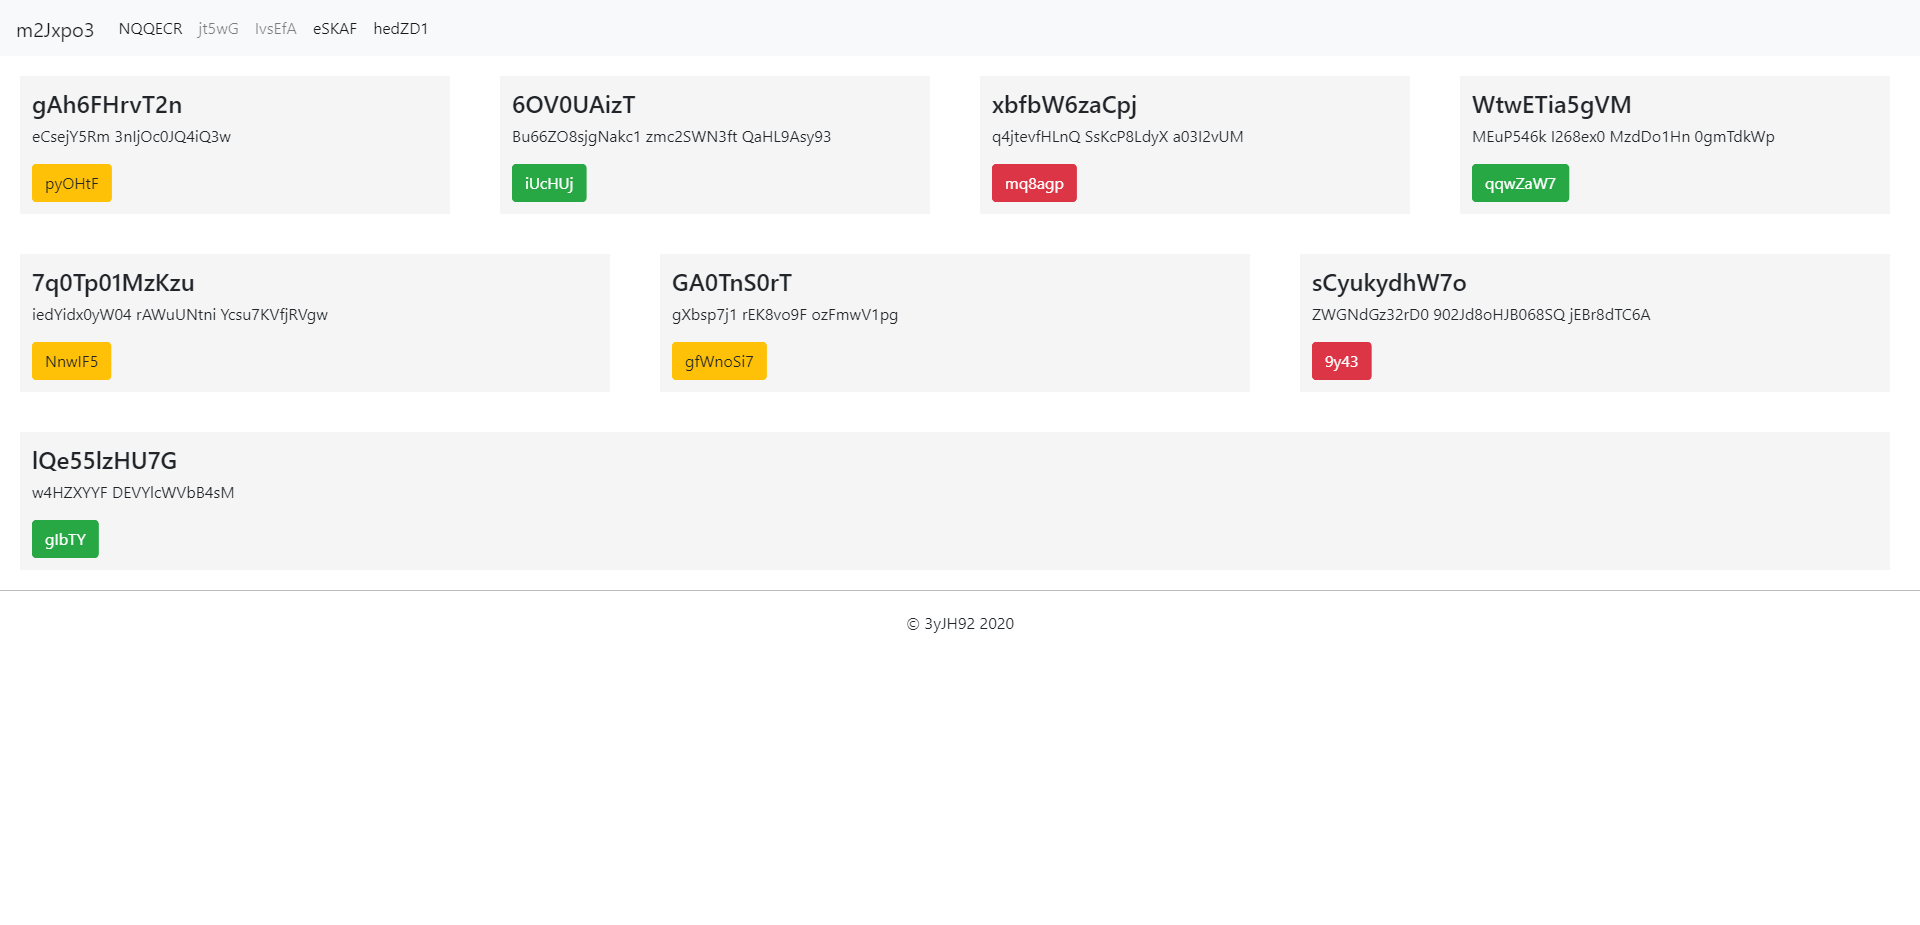 m2Jxpo3 NQQECR jt5wG IvsEfA eSKAF hedZD1
gAh6FHrvT2n
eCsejY5Rm 3nIjOc0JQ4iQ3w
pyOHtF
6OV0UAizT
Bu66ZO8sjgNakc1 zmc2SWN3ft QaHL9Asy93
iUcHUj
xbfbW6zaCpj
q4jtevfHLnQ SsKcP8LdyX a03I2vUM
mq8agp
WtwETia5gVM
MEuP546k I268ex0 MzdDo1Hn 0gmTdkWp
qqwZaW7
7q0Tp01MzKzu
iedYidx0yW04 rAWuUNtni Ycsu7KVfjRVgw
NnwIF5
GA0TnS0rT
gXbsp7j1 rEK8vo9F ozFmwV1pg
gfWnoSi7
sCyukydhW7o
ZWGNdGz32rD0 902Jd8oHJB068SQ jEBr8dTC6A
9y43
lQe55lzHU7G
w4HZXYYF DEVYlcWVbB4sM
gIbTY
© 3yJH92 2020